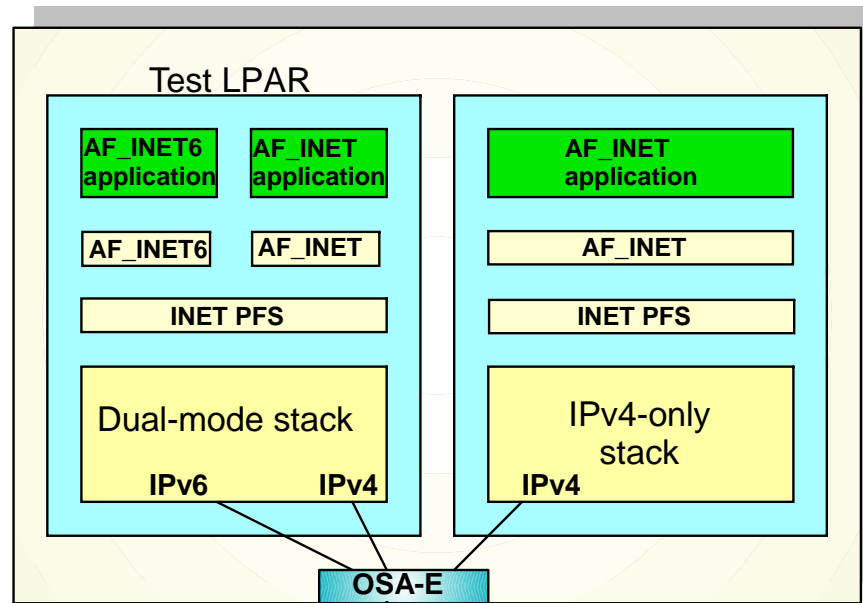 Test LPAR
AF_INET6
application
AF_INET
application
AF_INET6
AF_INET
INET PFS
Dual-mode stack
IPv6 IPv4
AF_INET
application
AF_INET
INET PFS
IPv4-only
stack
IPv4
OSA-E